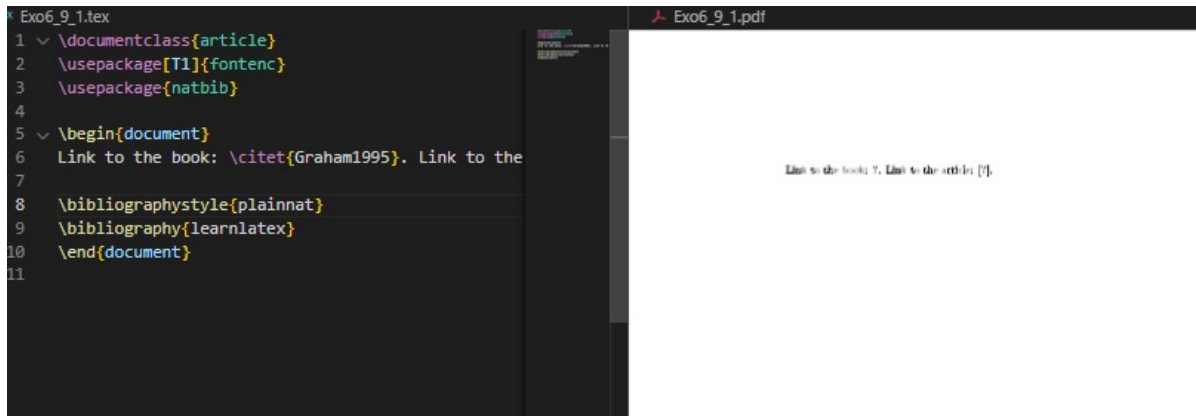 Exo6_9_1.tex
1 \documentclass{article}
2 \usepackage[T1]{fontenc}
3 \usepackage{natbib}
4
5 \begin{document}
6 Link to the book: \citet{Graham1995}. Link to the
7
8 \bibliographystyle{plainnat}
9 \bibliography{learnlatex}
10 \end{document}
11
Exo6_9_1.pdf
Link to the book: ?. Link to the article: [?].